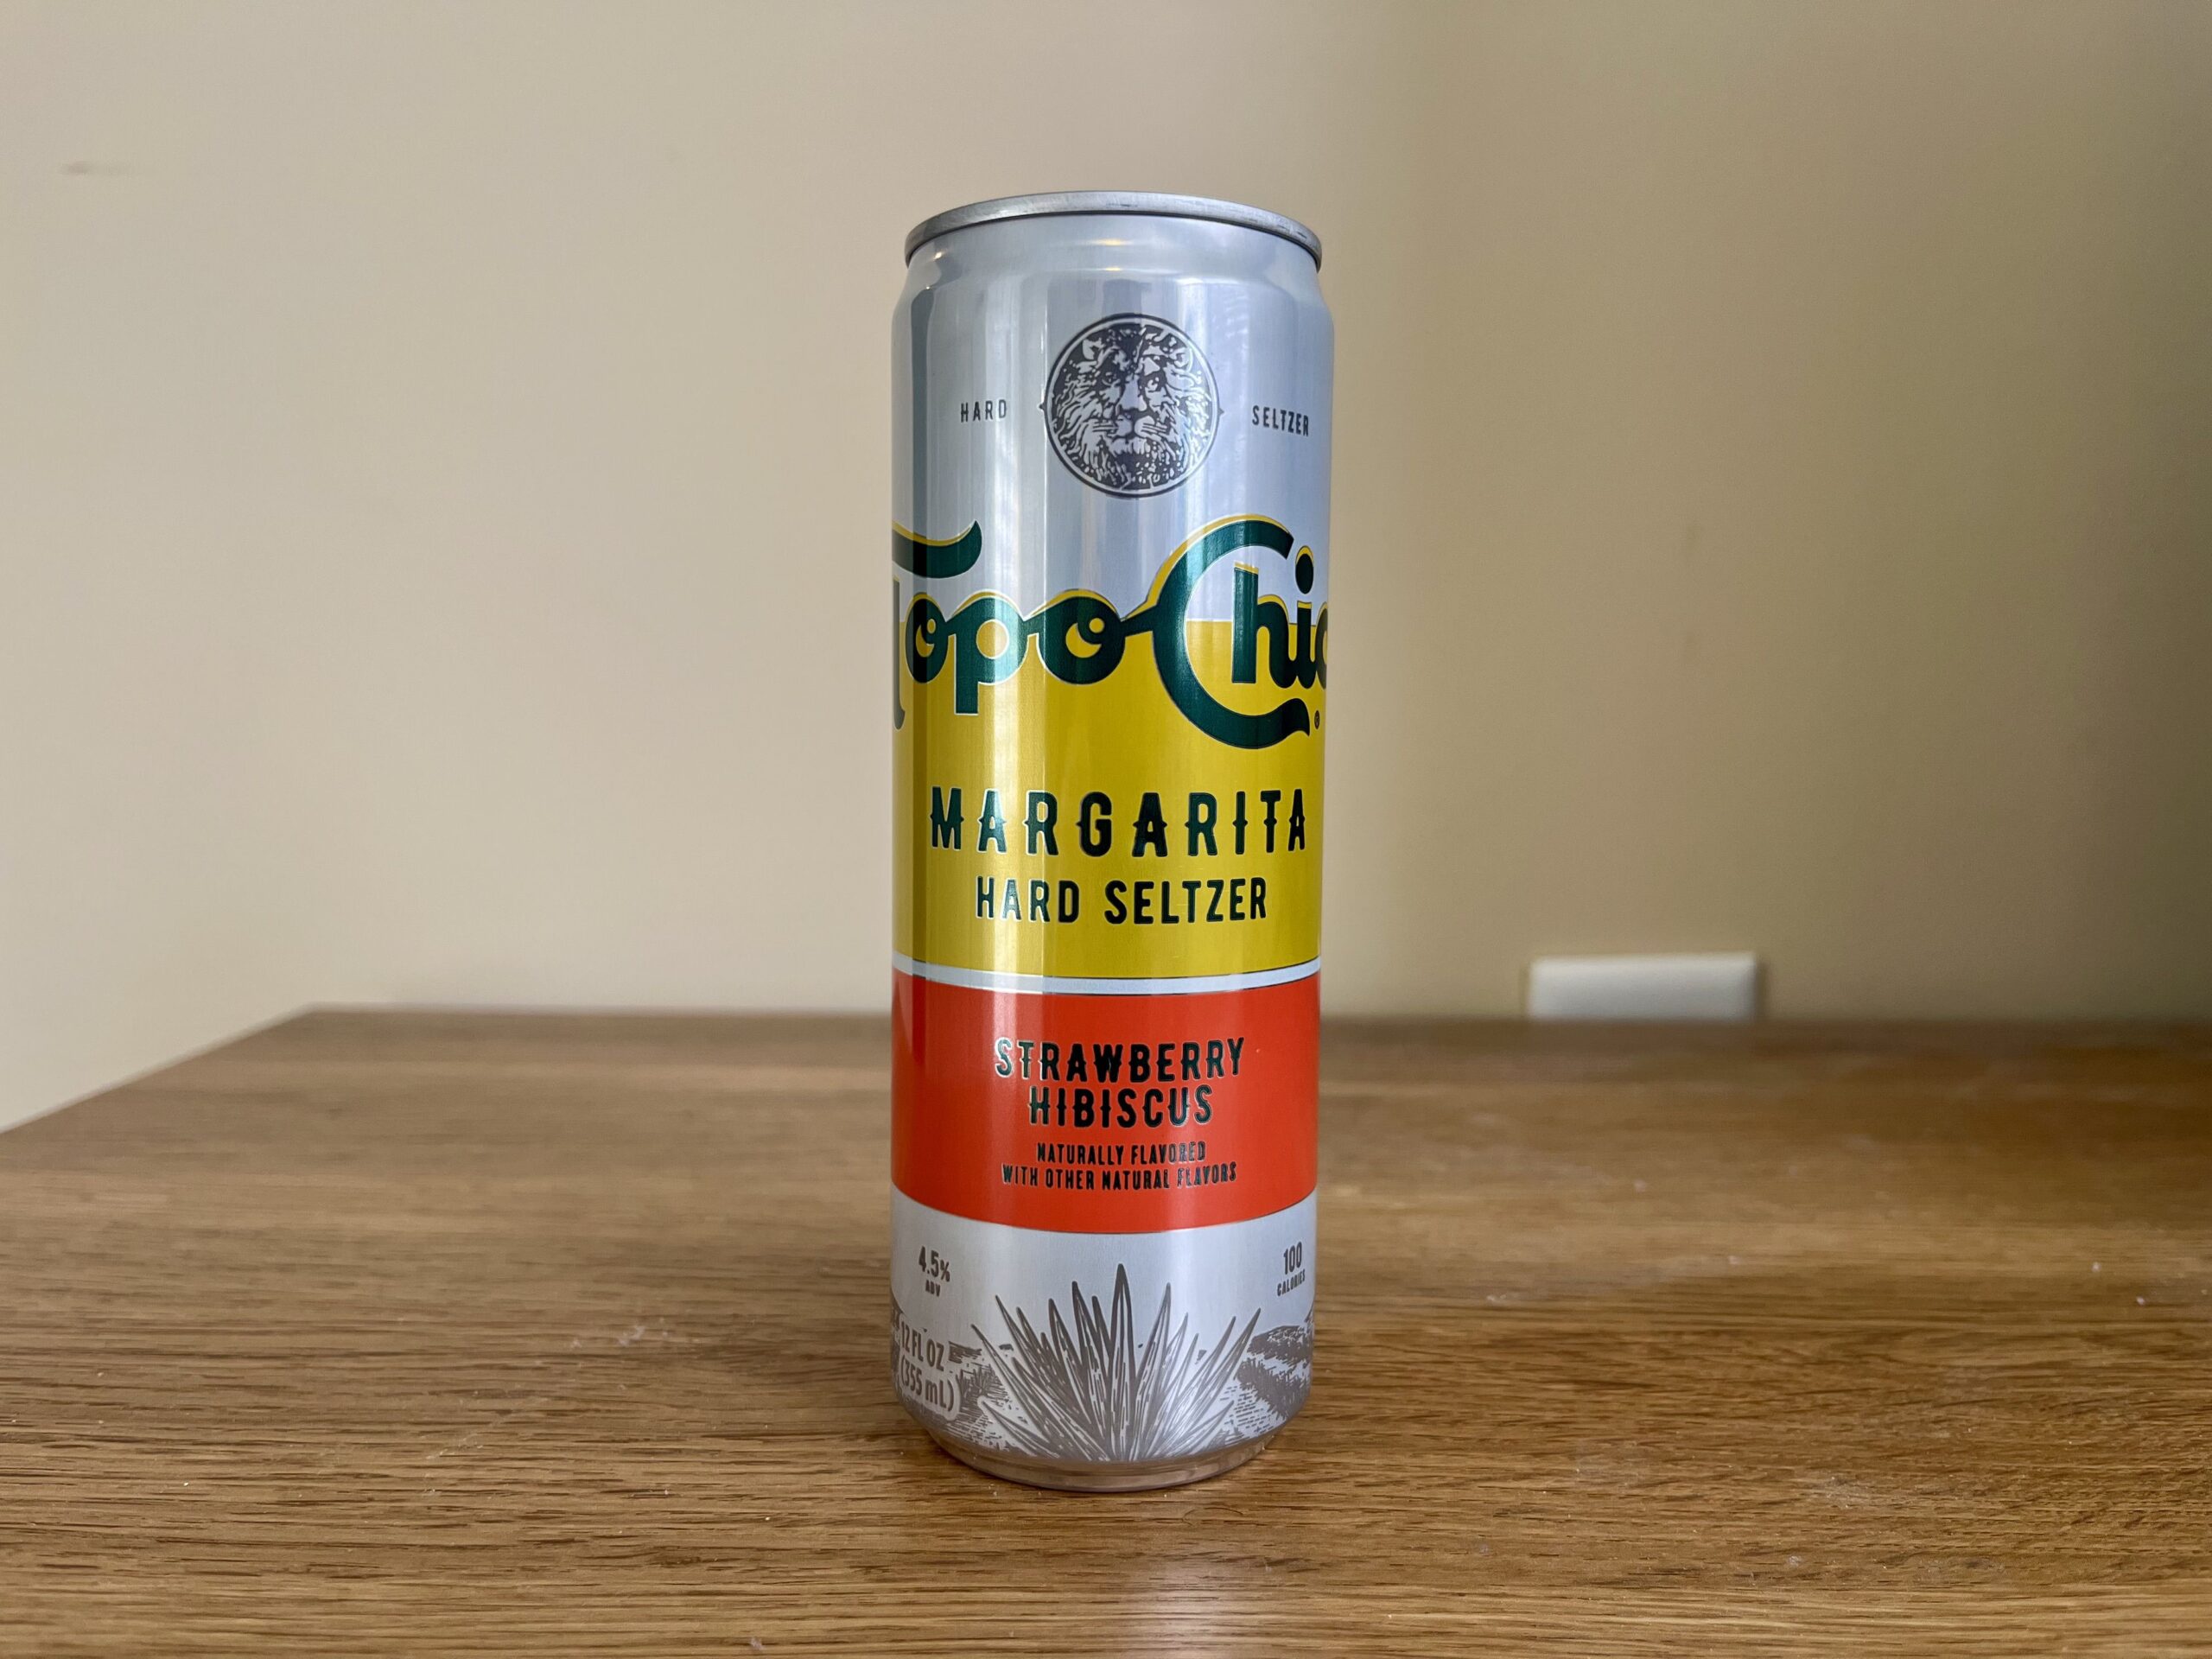 HARD SELTZER
Topo Chic
®
MARGARITA
HARD SELTZER
STRAWBERRY
HIBISCUS
NATURALLY FLAVORED
WITH OTHER NATURAL FLAVORS
4.5%
ABV
100
CALORIES
12 FL OZ
(355 mL)